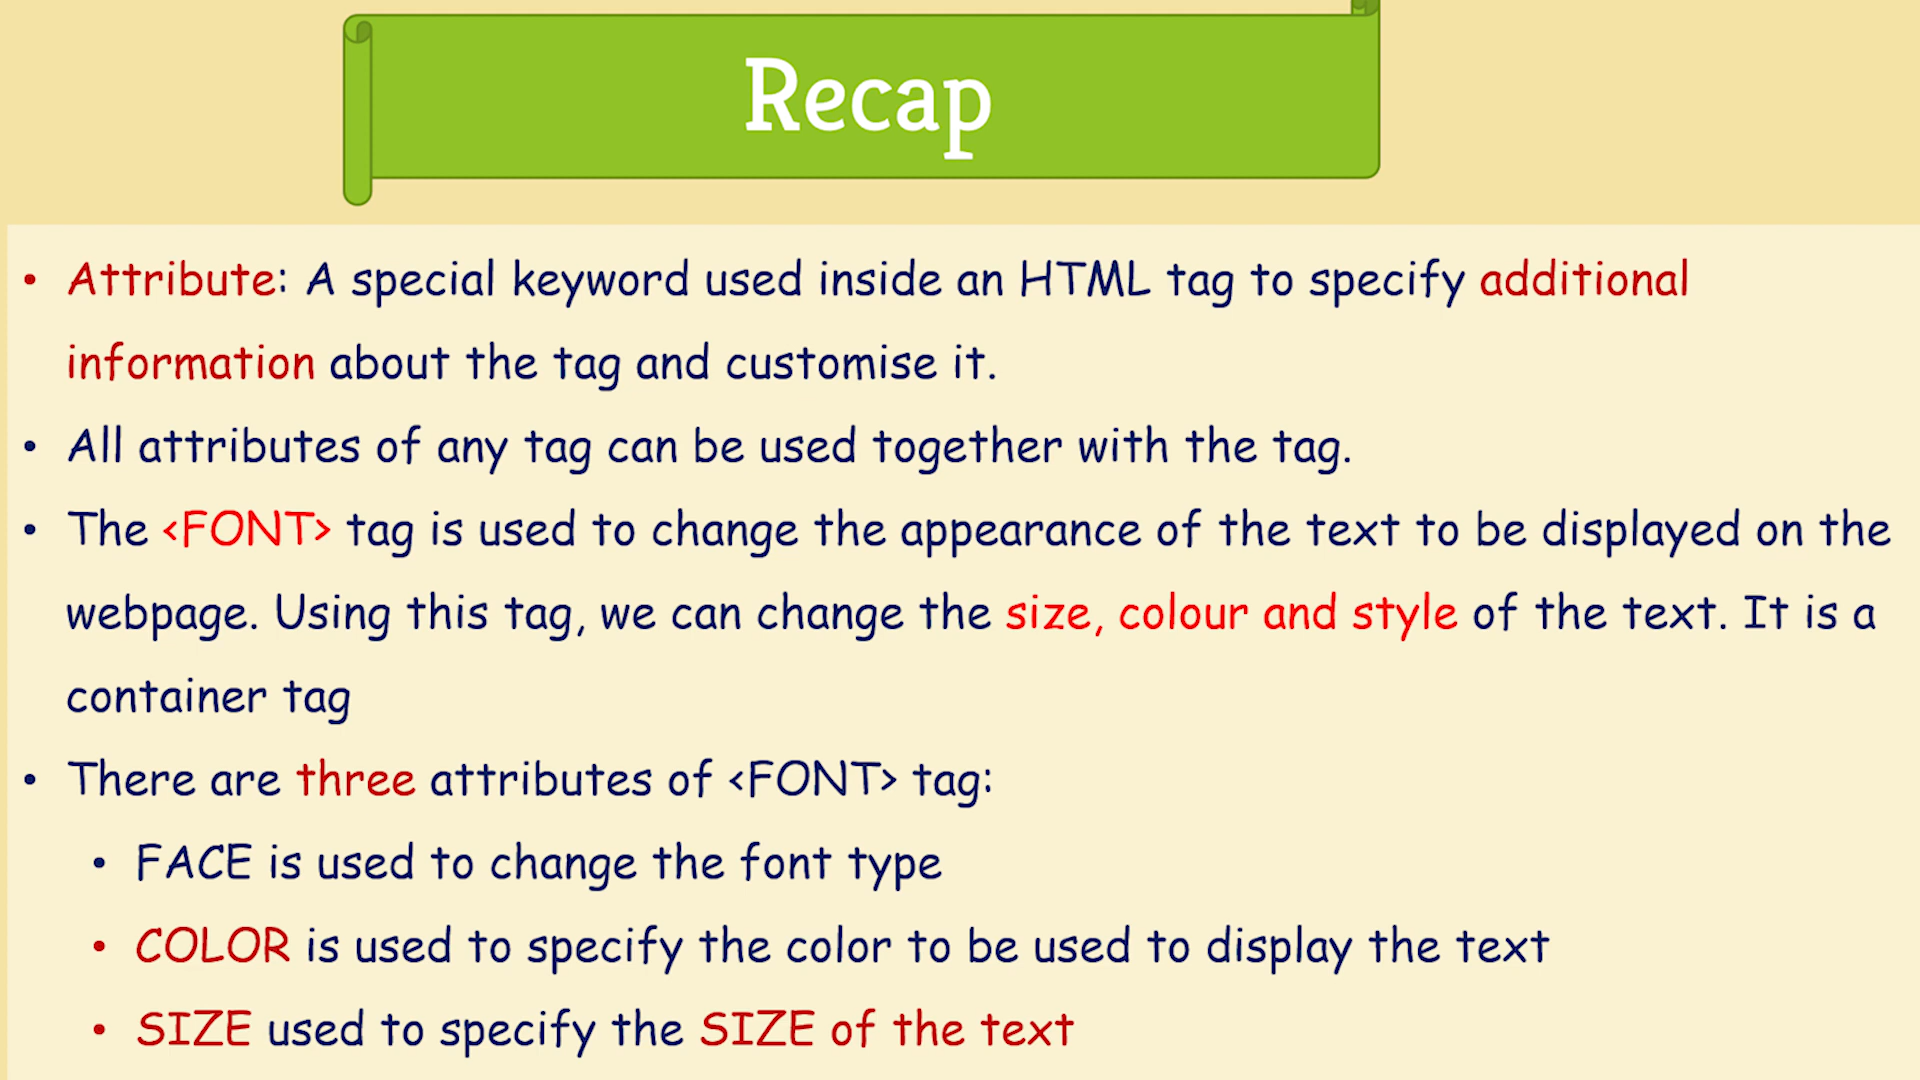 Recap
• Attribute: A special keyword used inside an HTML tag to specify additional
information about the tag and customise it.
• All attributes of any tag can be used together with the tag.
• The <FONT> tag is used to change the appearance of the text to be displayed on the
webpage. Using this tag, we can change the size, colour and style of the text. It is a
container tag
• There are three attributes of <FONT> tag:
• FACE is used to change the font type
• COLOR is used to specify the color to be used to display the text
• SIZE used to specify the SIZE of the text